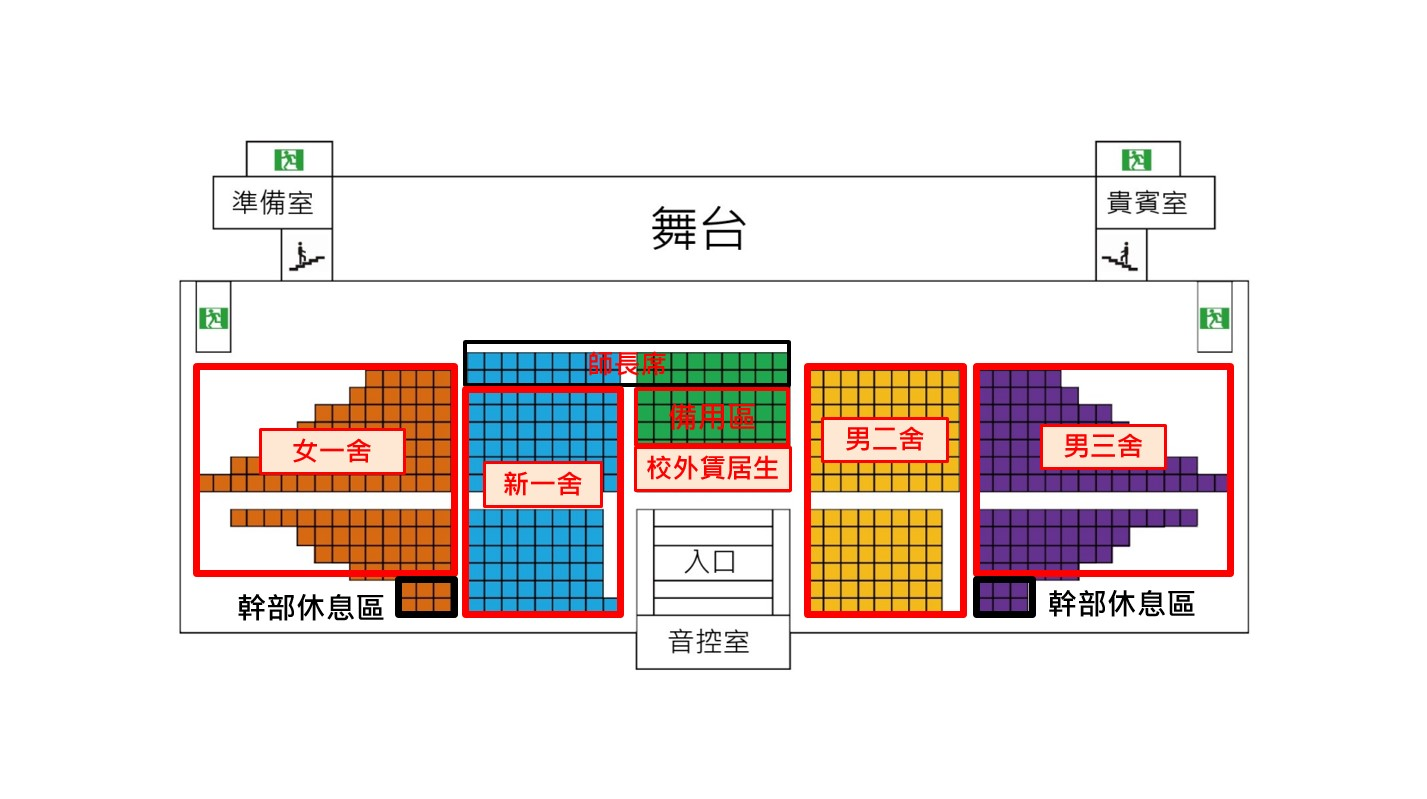 準備室
貴賓室
舞台
師長席
備用區
女一舍
男二舍
男三舍
新一舍
校外賃居生
入口
幹部休息區
幹部休息區
音控室